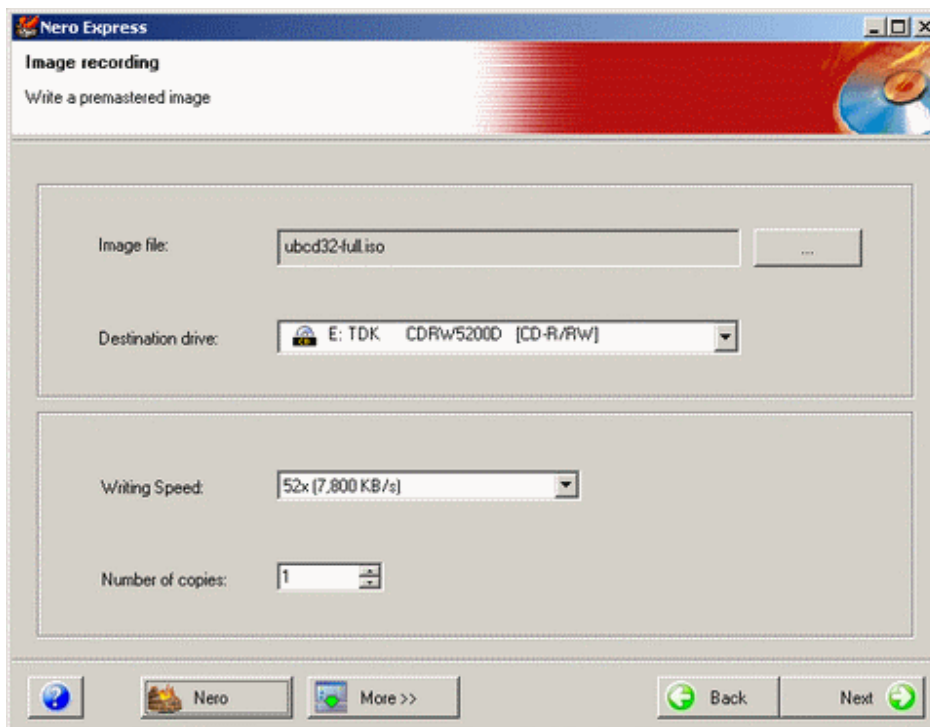 Nero Express
Image recording
Write a premastered image
Image file:
ubcd32-full.iso
...
Destination drive:
E: TDK CDRW5200D [CD-R/RW]
Writing Speed:
52x (7,800 KB/s)
Number of copies:
1
Nero
More >>
Back
Next